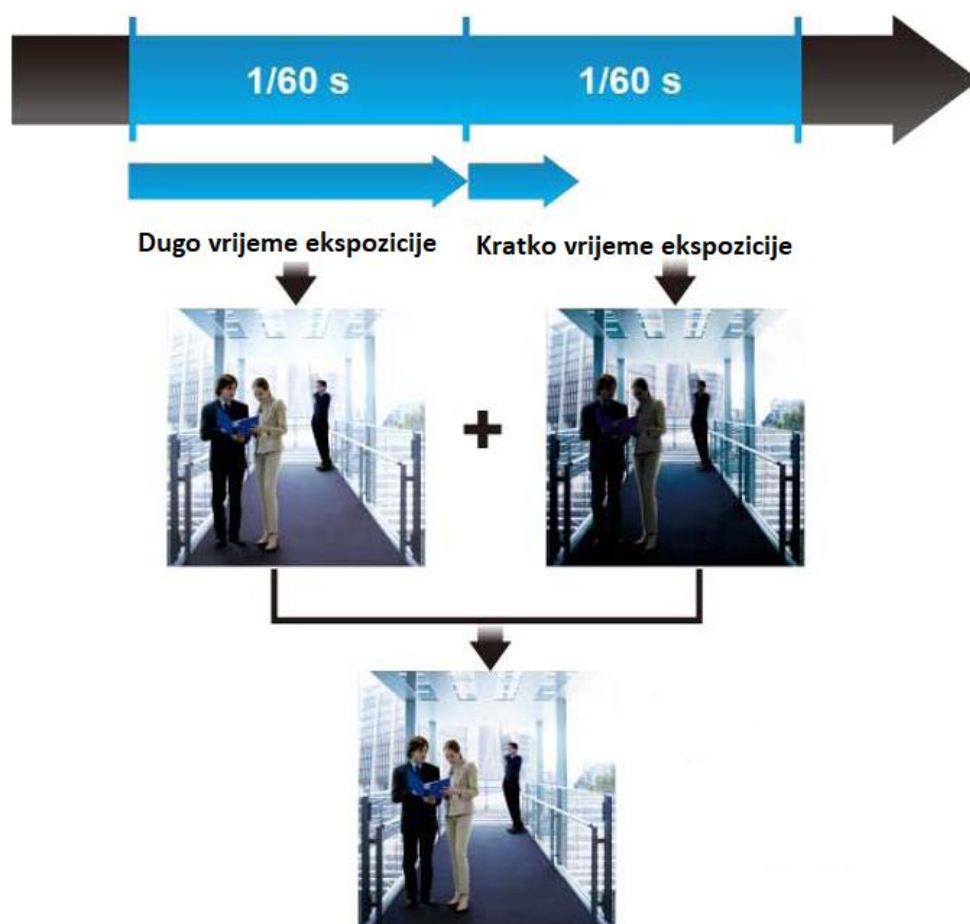 1/60 s
1/60 s
Dugo vrijeme ekspozicije
Kratko vrijeme ekspozicije
+